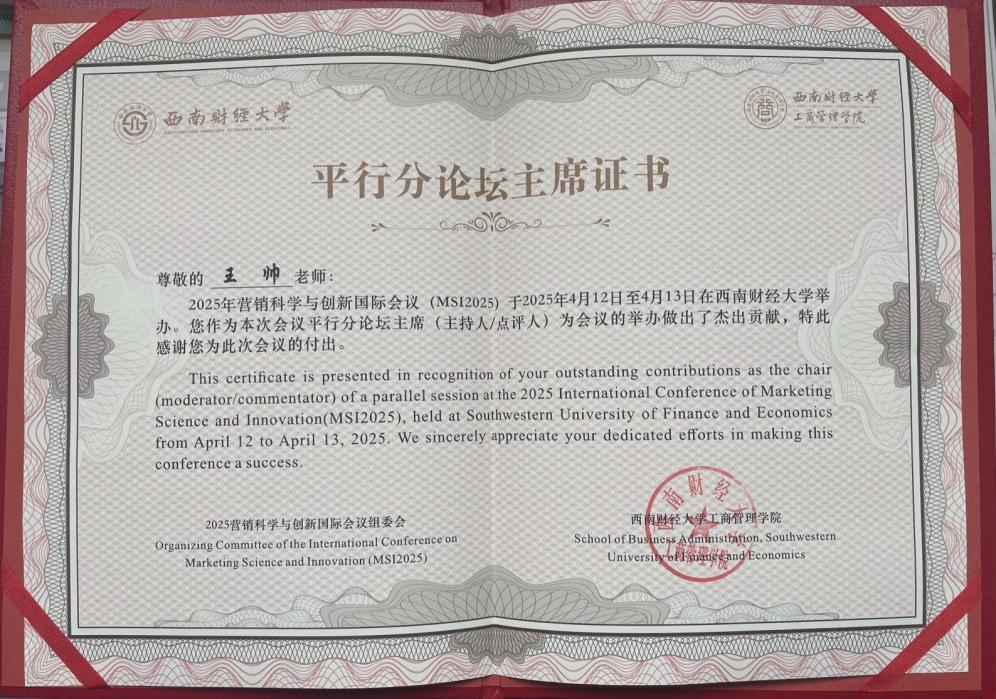 西南财经大学
SOUTHWESTERN UNIVERSITY OF FINANCE AND ECONOMICS
西南财经大学
工商管理学院
平行分论坛主席证书
尊敬的 王 帅 老师:
2025年营销科学与创新国际会议（MSI2025）于2025年4月12日至4月13日在西南财经大学举
办。您作为本次会议平行分论坛主席（主持人/点评人）为会议的举办做出了杰出贡献，特此
感谢您为此次会议的付出。
This certificate is presented in recognition of your outstanding contributions as the chair
(moderator/commentator) of a parallel session at the 2025 International Conference of Marketing
Science and Innovation(MSI2025), held at Southwestern University of Finance and Economics
from April 12 to April 13, 2025. We sincerely appreciate your dedicated efforts in making this
conference a success.
2025营销科学与创新国际会议组委会
Organizing Committee of the International Conference on
Marketing Science and Innovation (MSI2025)
西南财经大学工商管理学院
School of Business Administration, Southwestern
University of Finance and Economics
西南财经大学
工商管理学院